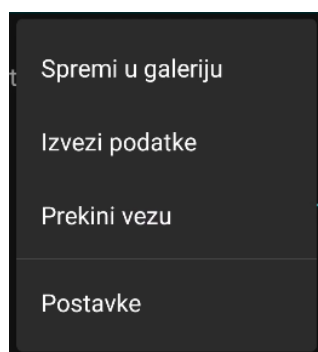 t
Spremi u galeriju
Izvezi podatke
Prekini vezu
Postavke